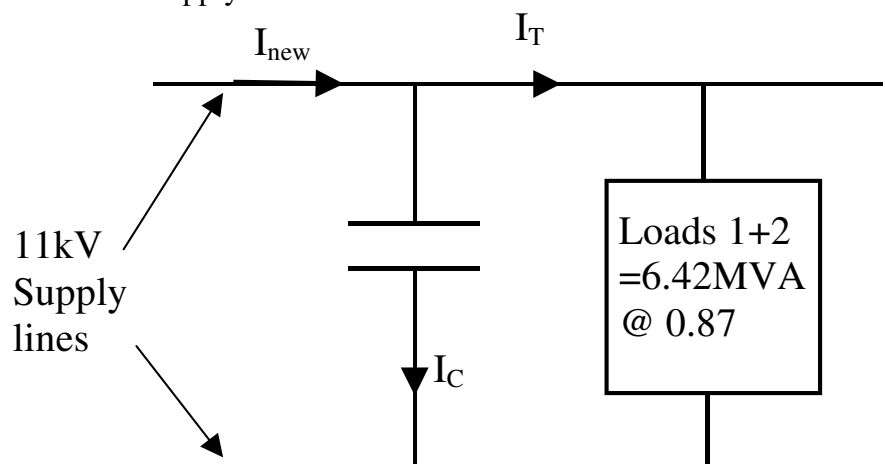 I_new
I_T
11kV
Supply
lines
Loads 1+2
=6.42MVA
@ 0.87
I_C